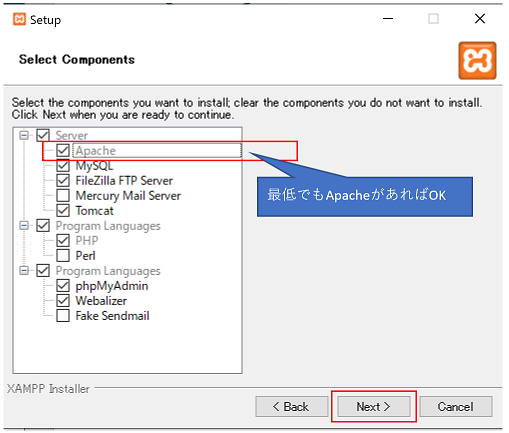 Setup
Select Components
Select the components you want to install; clear the components you do not want to install.
Click Next when you are ready to continue.
Server
Apache
MySQL
FileZilla FTP Server
Mercury Mail Server
Tomcat
Program Languages
PHP
Perl
Program Languages
phpMyAdmin
Webalizer
Fake Sendmail
最低でもApacheがあればOK
XAMPP Installer
< Back
Next >
Cancel